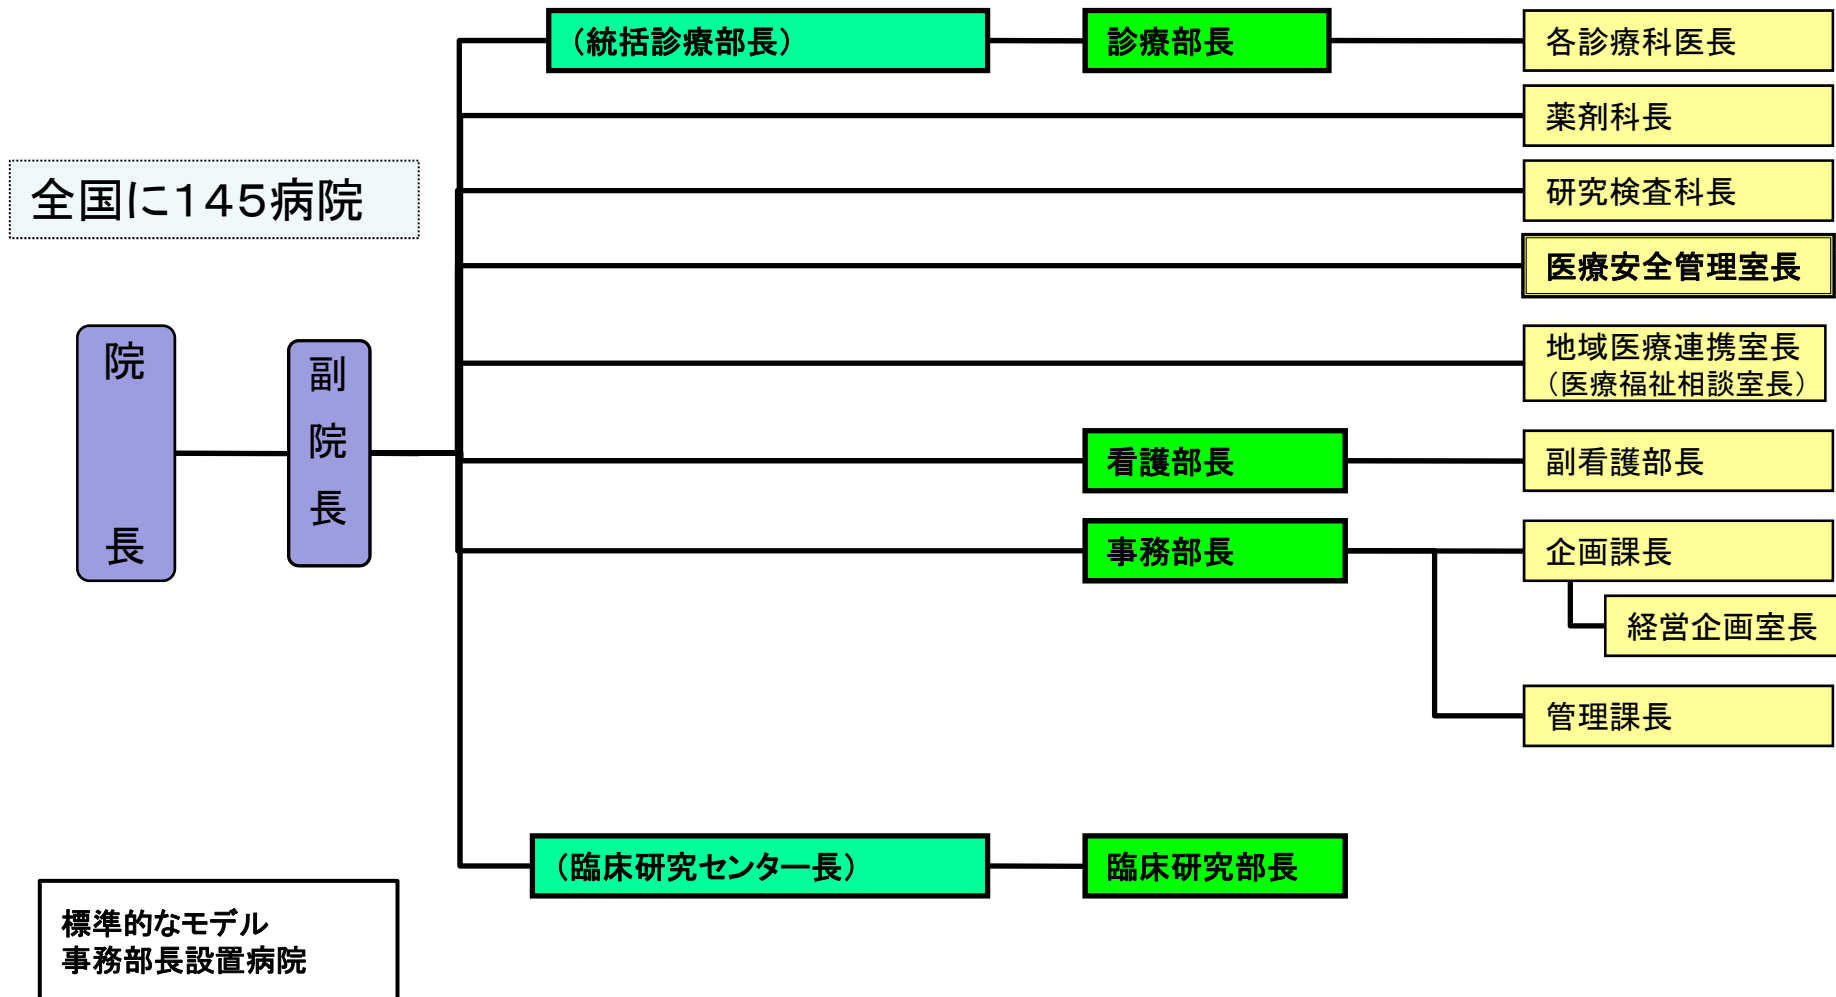 （統括診療部長）
診療部長
各診療科医長
薬剤科長
全国に145病院
研究検査科長
医療安全管理室長
地域医療連携室長
（医療福祉相談室長）
院長
副院長
看護部長
副看護部長
事務部長
企画課長
経営企画室長
管理課長
（臨床研究センター長）
臨床研究部長
標準的なモデル
事務部長設置病院